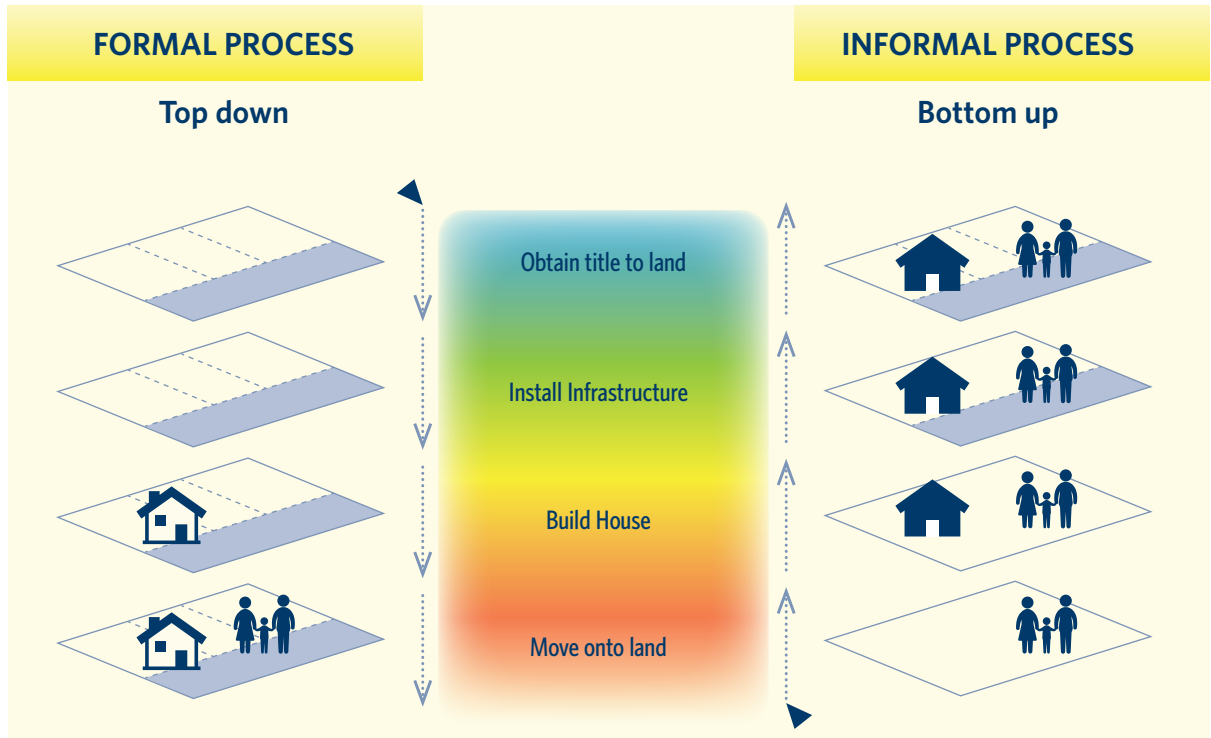 FORMAL PROCESS
INFORMAL PROCESS
Top down
Bottom up
Obtain title to land
Install Infrastructure
Build House
Move onto land